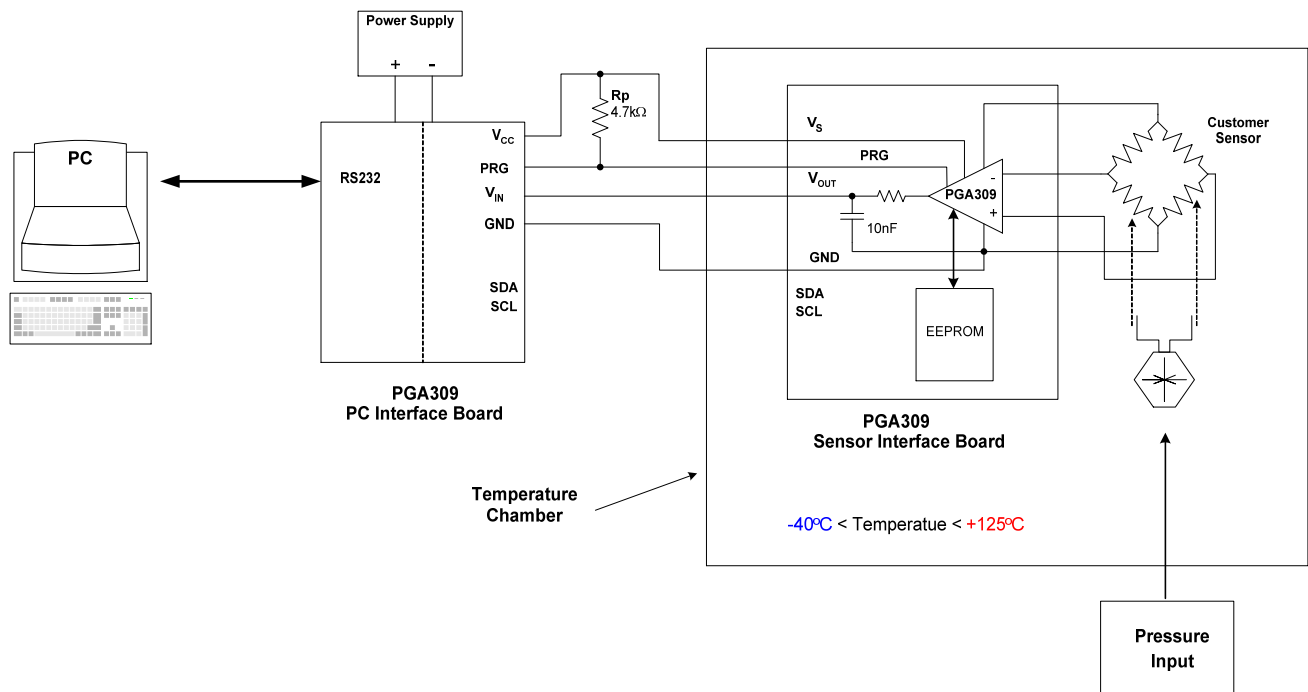 Power Supply
+ -
PC
RS232
VCC
PRG
VIN
GND
SDA
SCL
PGA309
PC Interface Board
Rp
4.7kΩ
VS
PRG
VOUT
10nF
GND
SDA
SCL
PGA309
-
+
EEPROM
PGA309
Sensor Interface Board
Customer
Sensor
Temperature
Chamber
-40ºC < Temperatue < +125ºC
Pressure
Input